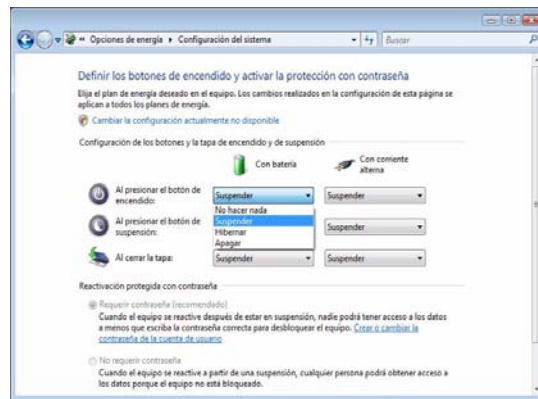 Opciones de energía ▸ Configuración del sistema
Buscar
Definir los botones de encendido y activar la protección con contraseña
Elija el plan de energía deseado en el equipo. Los cambios realizados en la configuración de esta página se
aplican a todos los planes de energía.
Cambiar la configuración actualmente no disponible
Configuración de los botones y la tapa de encendido y de suspensión
Con batería
Con corriente
alterna
Al presionar el botón de
encendido:
Suspender
Suspender
No hacer nada
Suspender
Hibernar
Apagar
Al presionar el botón de
suspensión:
Suspender
Al cerrar la tapa:
Suspender
Suspender
Reactivación protegida con contraseña
Requerir contraseña (recomendado)
Cuando el equipo se reactive después de estar en suspensión, nadie podrá tener acceso a los datos
a menos que escriba la contraseña correcta para desbloquear el equipo. Crear o cambiar la
contraseña de la cuenta de usuario
No requerir contraseña
Cuando el equipo se reactive a partir de una suspensión, cualquier persona podrá obtener acceso a
los datos porque el equipo no está bloqueado.